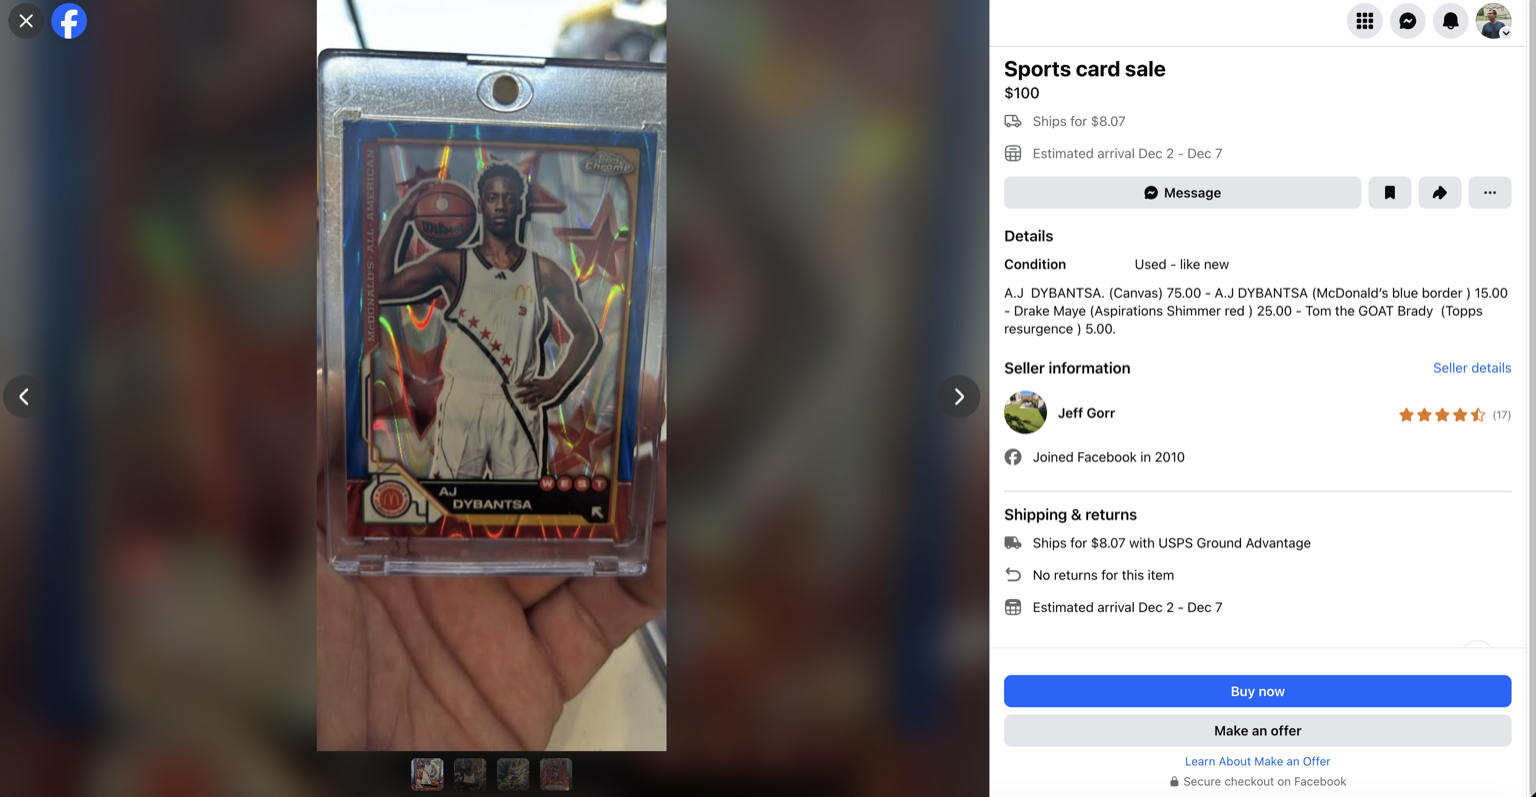 Sports card sale
$100
Ships for $8.07
Estimated arrival Dec 2 - Dec 7
Message
Details
Condition Used - like new
A.J  DYBANTSA. (Canvas) 75.00 - A.J DYBANTSA (McDonald's blue border ) 15.00
- Drake Maye (Aspirations Shimmer red ) 25.00 - Tom the GOAT Brady  (Topps
resurgence ) 5.00.
Seller information Seller details
Jeff Gorr (17)
Joined Facebook in 2010
Shipping & returns
Ships for $8.07 with USPS Ground Advantage
No returns for this item
Estimated arrival Dec 2 - Dec 7
Buy now
Make an offer
Learn About Make an Offer
Secure checkout on Facebook
McDONALD'S · ALL · AMERICAN
Topps
Chrome
Wilson
3
WEST
AJ
DYBANTSA